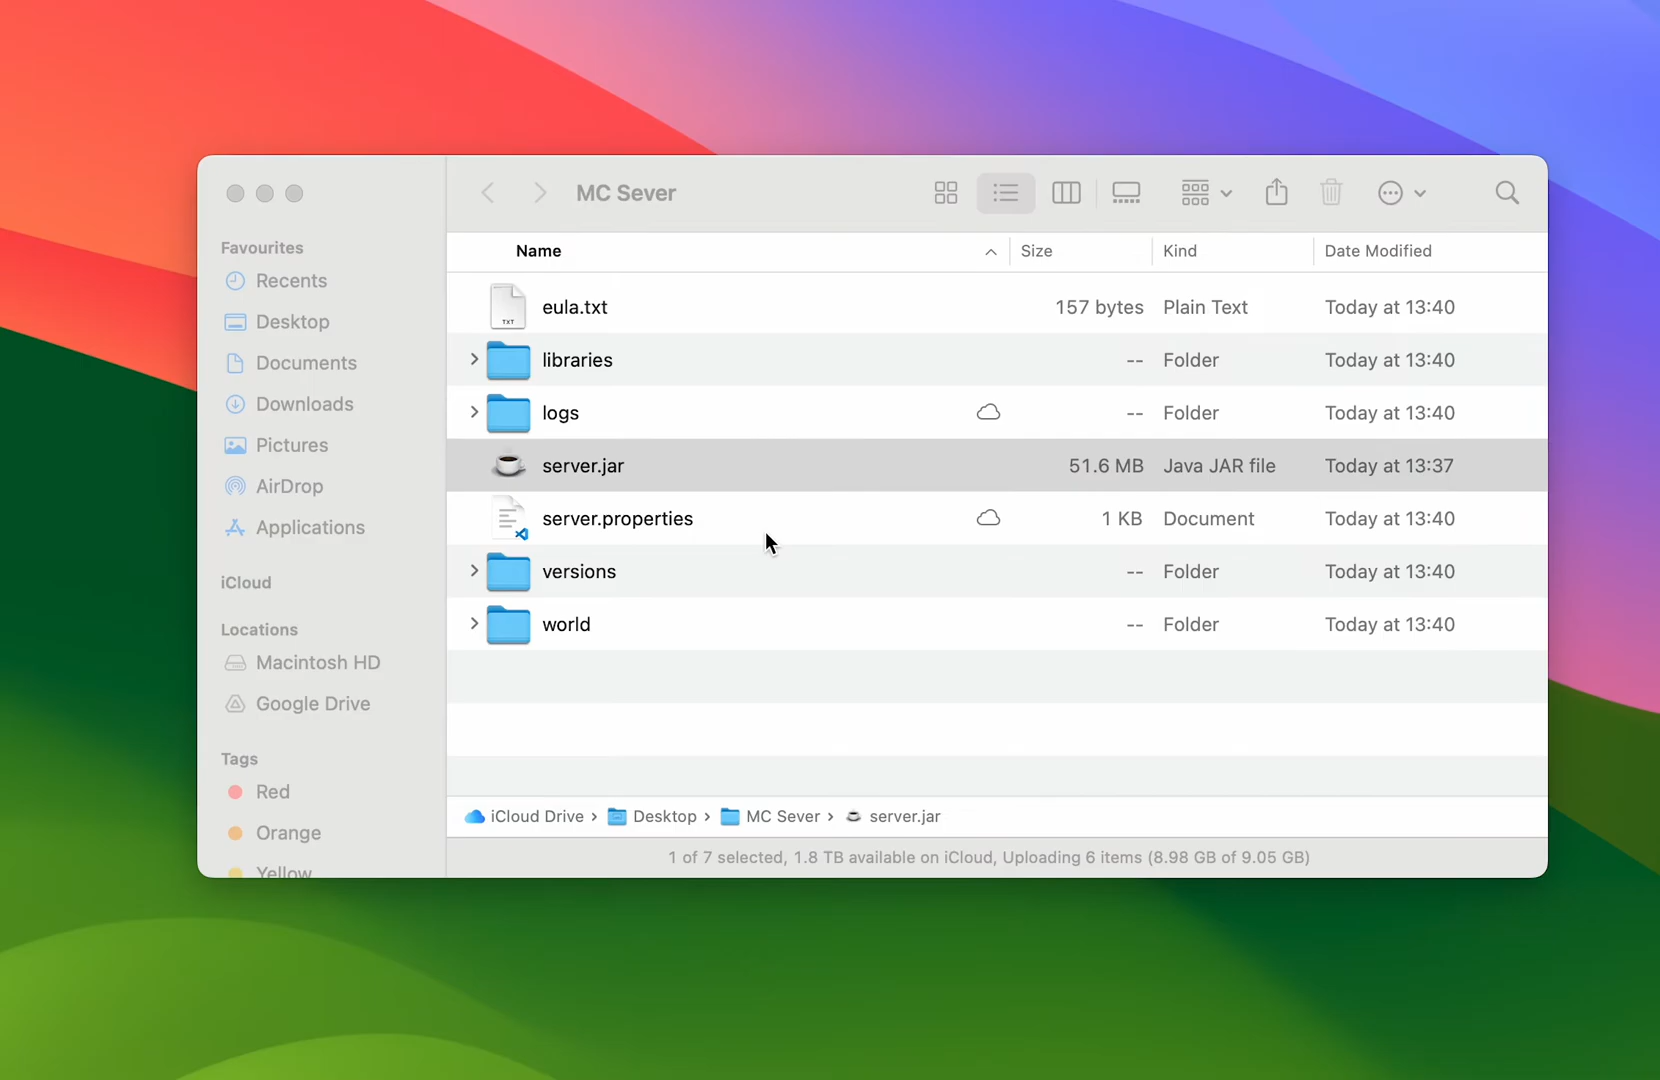 MC Sever
Favourites
Recents
Desktop
Documents
Downloads
Pictures
AirDrop
Applications
iCloud
Locations
Macintosh HD
Google Drive
Tags
Red
Orange
Yellow
Name Size Kind Date Modified
TXT eula.txt 157 bytes Plain Text Today at 13:40
libraries -- Folder Today at 13:40
logs -- Folder Today at 13:40
server.jar 51.6 MB Java JAR file Today at 13:37
server.properties 1 KB Document Today at 13:40
versions -- Folder Today at 13:40
world -- Folder Today at 13:40
iCloud Drive › Desktop › MC Sever › server.jar
1 of 7 selected, 1.8 TB available on iCloud, Uploading 6 items (8.98 GB of 9.05 GB)